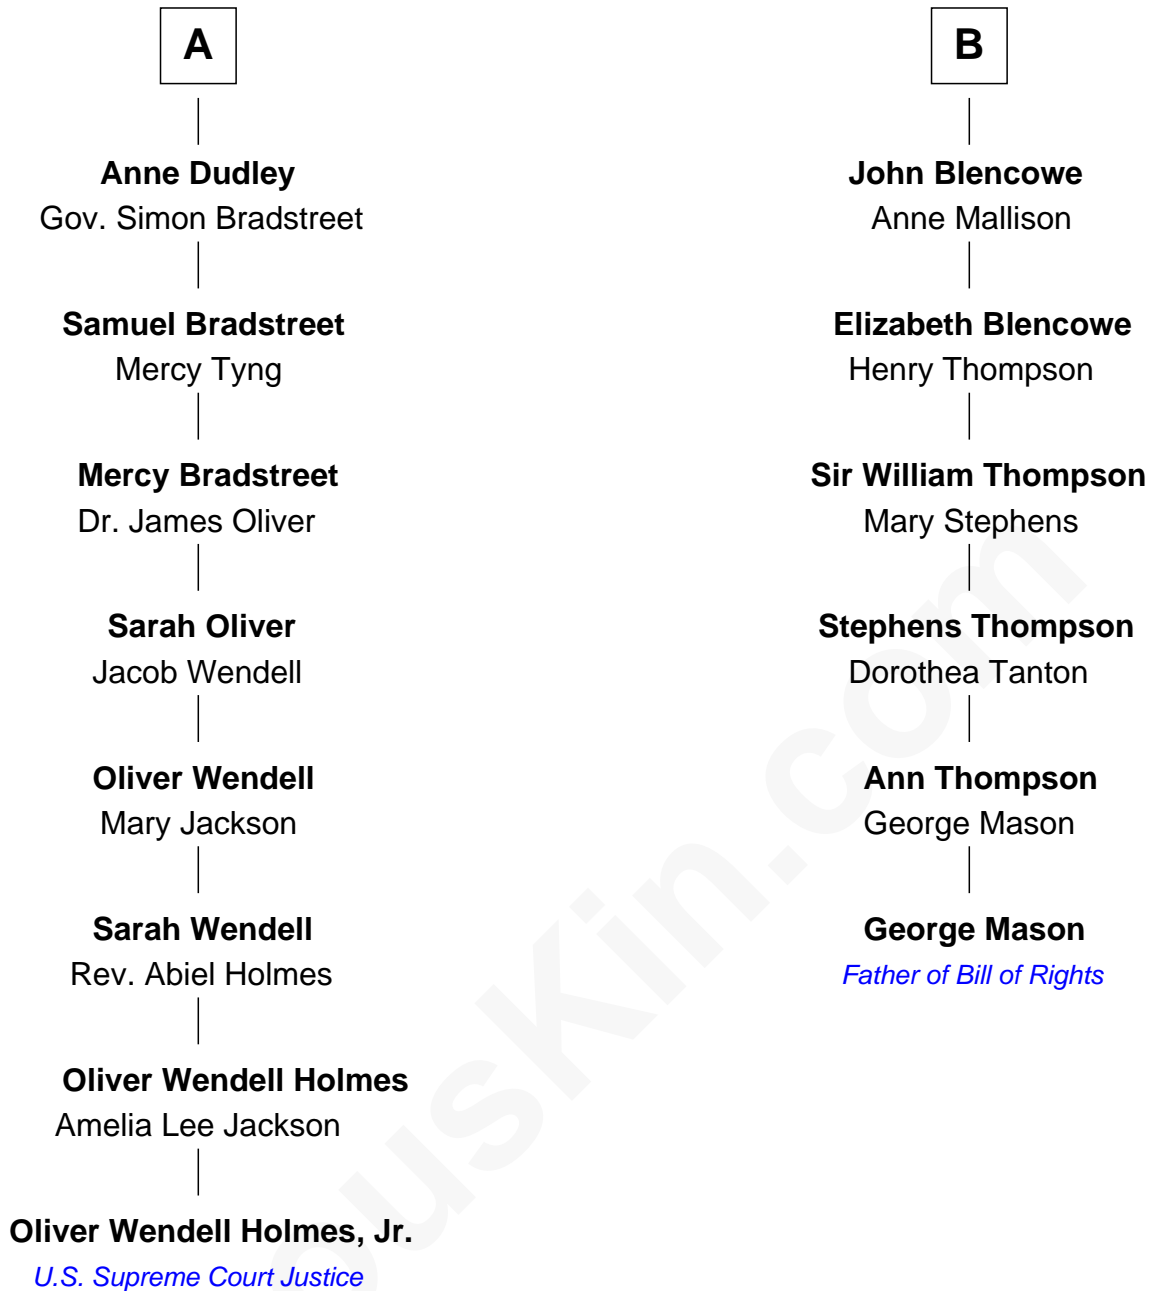 A
Anne Dudley
Gov. Simon Bradstreet
Samuel Bradstreet
Mercy Tyng
Mercy Bradstreet
Dr. James Oliver
Sarah Oliver
Jacob Wendell
Oliver Wendell
Mary Jackson
Sarah Wendell
Rev. Abiel Holmes
Oliver Wendell Holmes
Amelia Lee Jackson
Oliver Wendell Holmes, Jr.
U.S. Supreme Court Justice
B
John Blencowe
Anne Mallison
Elizabeth Blencowe
Henry Thompson
Sir William Thompson
Mary Stephens
Stephens Thompson
Dorothea Tanton
Ann Thompson
George Mason
George Mason
Father of Bill of Rights
ousKin.com